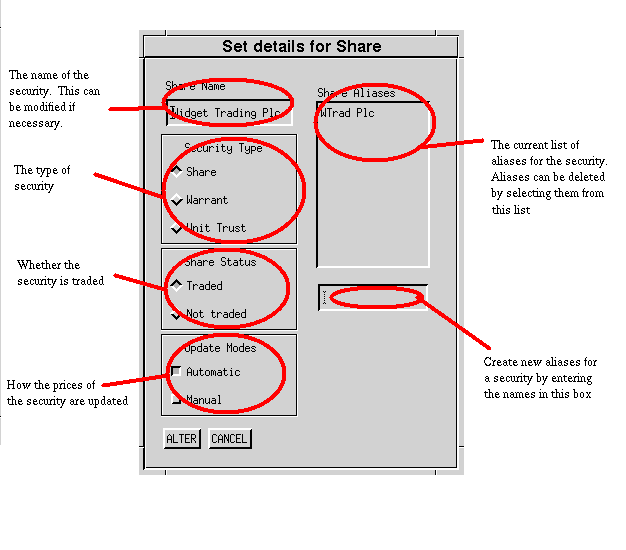 Set details for Share
The name of the
security. This can
be modified if
necessary.
Share Name
Widget Trading Plc
Share Aliases
WTrad Plc
The current list of
aliases for the security.
Aliases can be deleted
by selecting them from
this list
The type of
security
Security Type
Share
Warrant
Unit Trust
Whether the
security is traded
Share Status
Traded
Not traded
Create new aliases for
a security by entering
the names in this box
How the prices of
the security are updated
Update Modes
Automatic
Manual
ALTER CANCEL